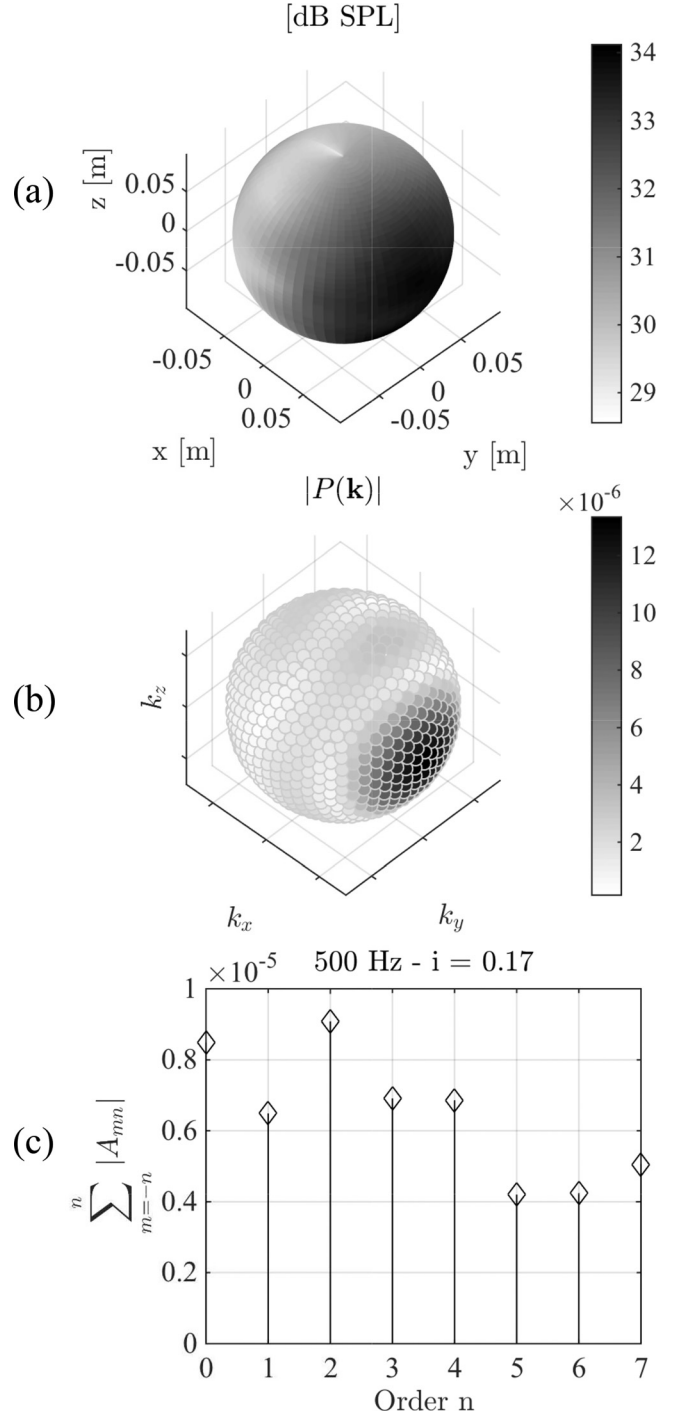 [dB SPL]
(a)
z [m]
0.05
0
-0.05
-0.05
0
0.05
x [m]
0.05
0
-0.05
y [m]
34
33
32
31
30
29
|P(k)|
×10⁻⁶
(b)
k_z
k_x
k_y
12
10
8
6
4
2
×10⁻⁵ 500 Hz - i = 0.17
(c)
∑_{m=-n}^{n} |A_{mn}|
1
0.8
0.6
0.4
0.2
0
0 1 2 3 4 5 6 7
Order n